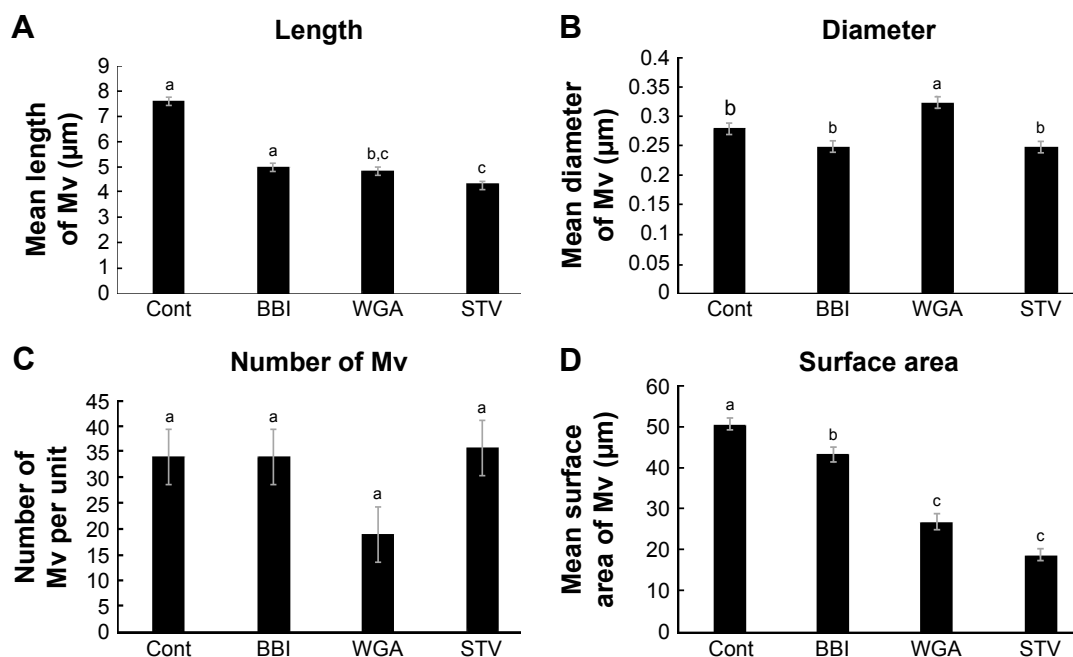 A
Length
Mean length
of Mv (µm)
9
8
7
6
5
4
3
2
1
0
a
a
b,c
c
Cont BBI WGA STV
B
Diameter
Mean diameter
of Mv (µm)
0.4
0.35
0.3
0.25
0.2
0.15
0.1
0.05
0
b
b
a
b
Cont BBI WGA STV
C
Number of Mv
Number of
Mv per unit
45
40
35
30
25
20
15
10
5
0
a
a
a
a
Cont BBI WGA STV
D
Surface area
Mean surface
area of Mv (µm)
60
50
40
30
20
10
0
a
b
c
c
Cont BBI WGA STV